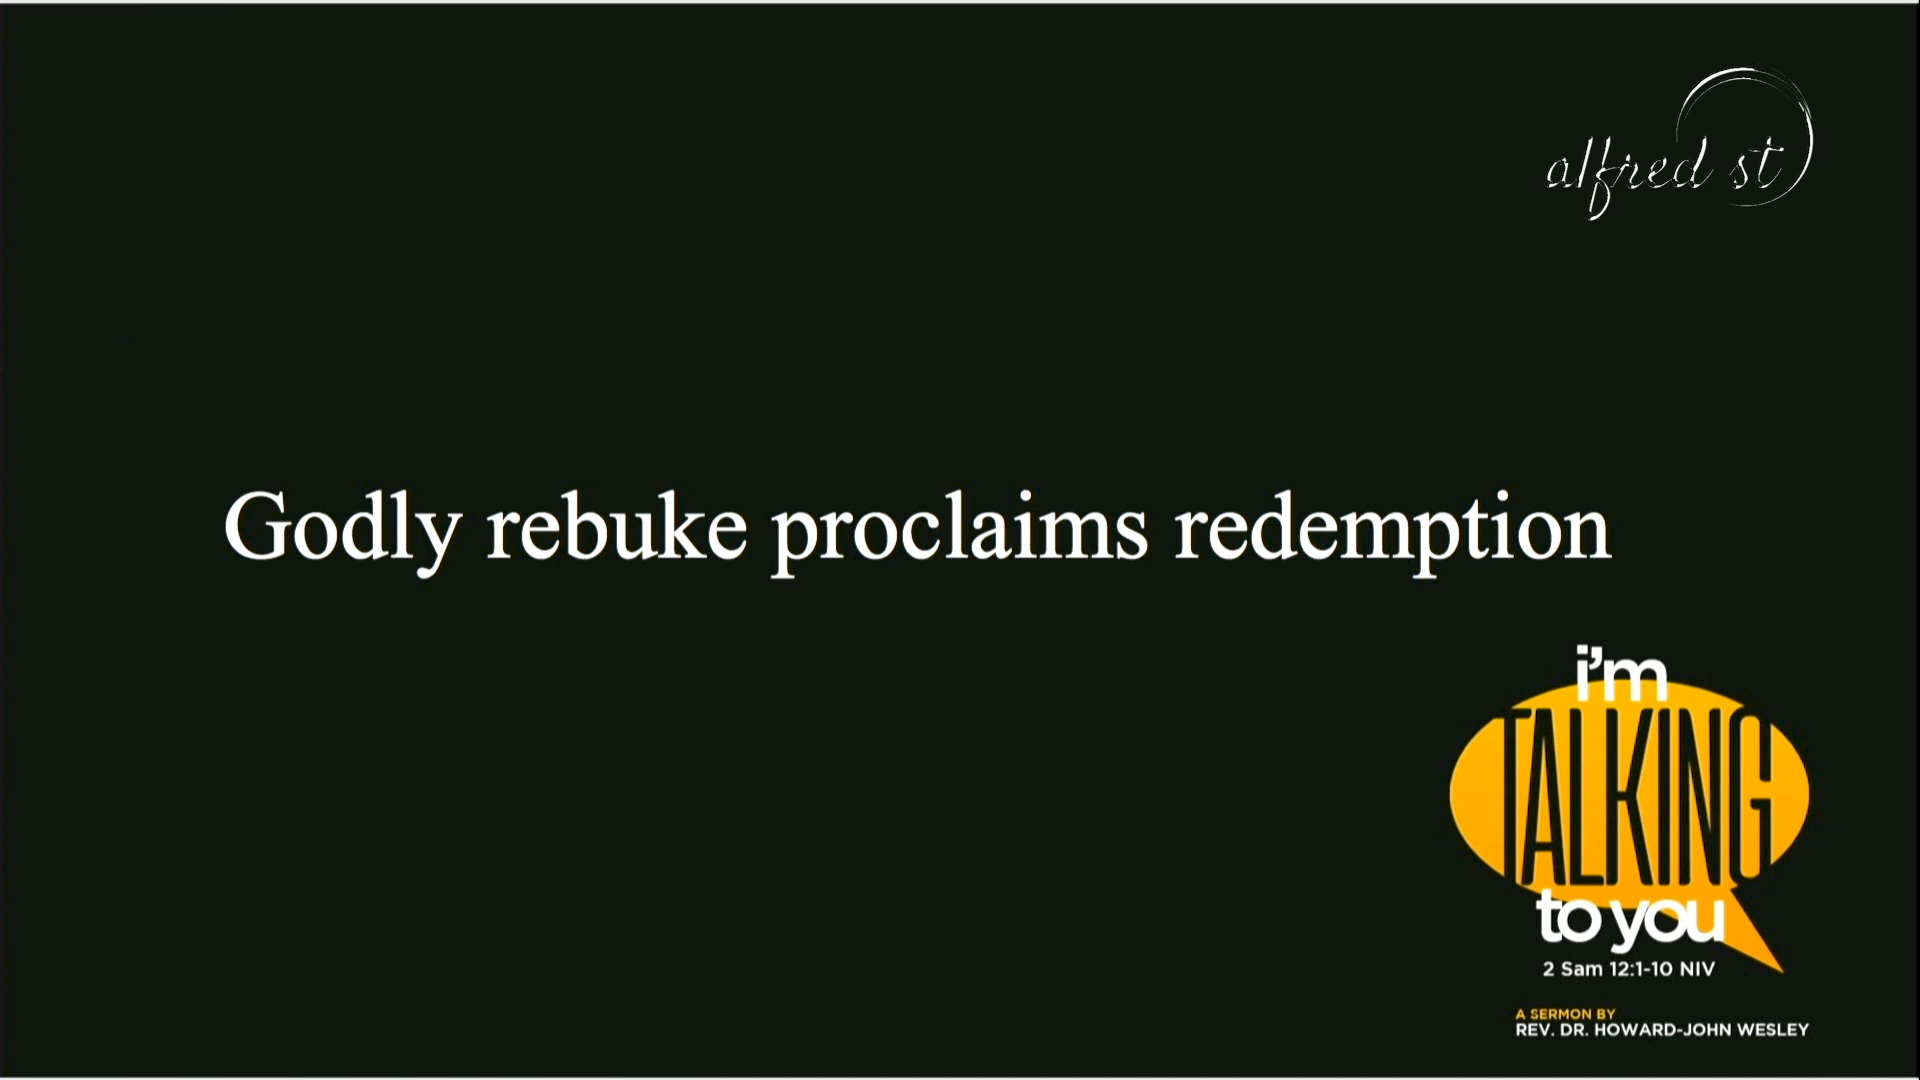 alfred st
Godly rebuke proclaims redemption
i'm
TALKING
to you
2 Sam 12:1-10 NIV
A SERMON BY
REV. DR. HOWARD-JOHN WESLEY